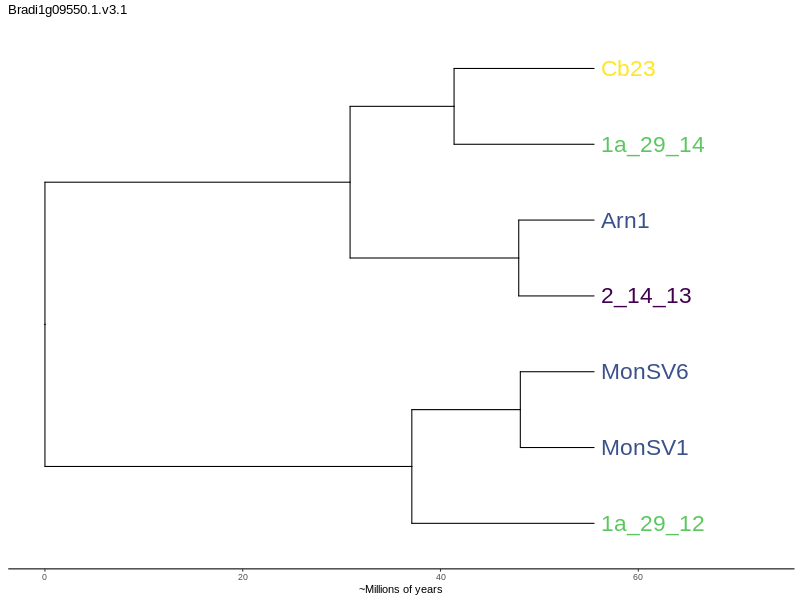 Bradi1g09550.1.v3.1
Cb23
1a_29_14
Arn1
2_14_13
MonSV6
MonSV1
1a_29_12
0 20 40 60
~Millions of years